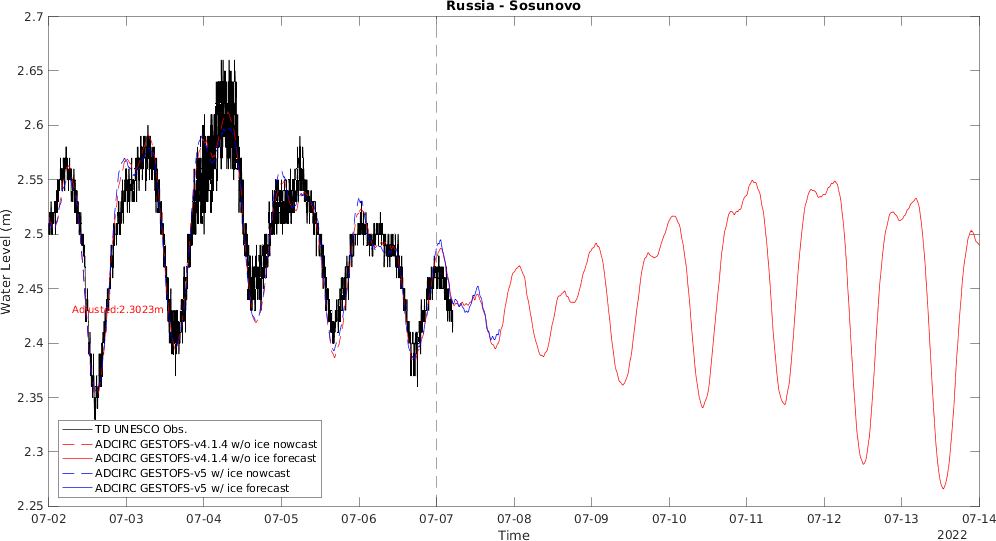 Russia - Sosunovo
2.7
2.65
2.6
2.55
2.5
2.45
2.4
2.35
2.3
2.25
Water Level (m)
Adjusted:2.3023m
TD UNESCO Obs.
ADCIRC GESTOFS-v4.1.4 w/o ice nowcast
ADCIRC GESTOFS-v4.1.4 w/o ice forecast
ADCIRC GESTOFS-v5 w/ ice nowcast
ADCIRC GESTOFS-v5 w/ ice forecast
07-02 07-03 07-04 07-05 07-06 07-07 07-08 07-09 07-10 07-11 07-12 07-13 07-14
Time
2022